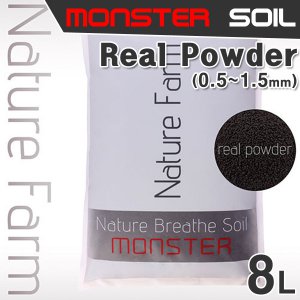 MONSTER SOIL
Real Powder
(0.5~1.5mm)
Nature Farm
Nature Farm
real powder
Nature Breathe Soil
MONSTER
8L